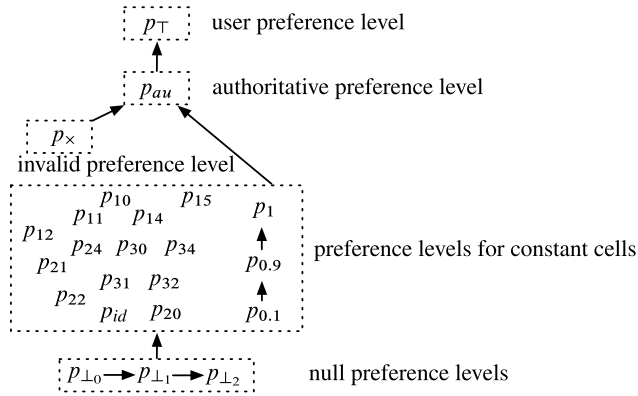 p⊤ user preference level
p_au authoritative preference level
p×
invalid preference level
p10 p15
p11 p14 p1
p12
p24 p30 p34 preference levels for constant cells
p21 p0.9
p31 p32
p22
p_id p20 p0.1
p⊥0 p⊥1 p⊥2 null preference levels